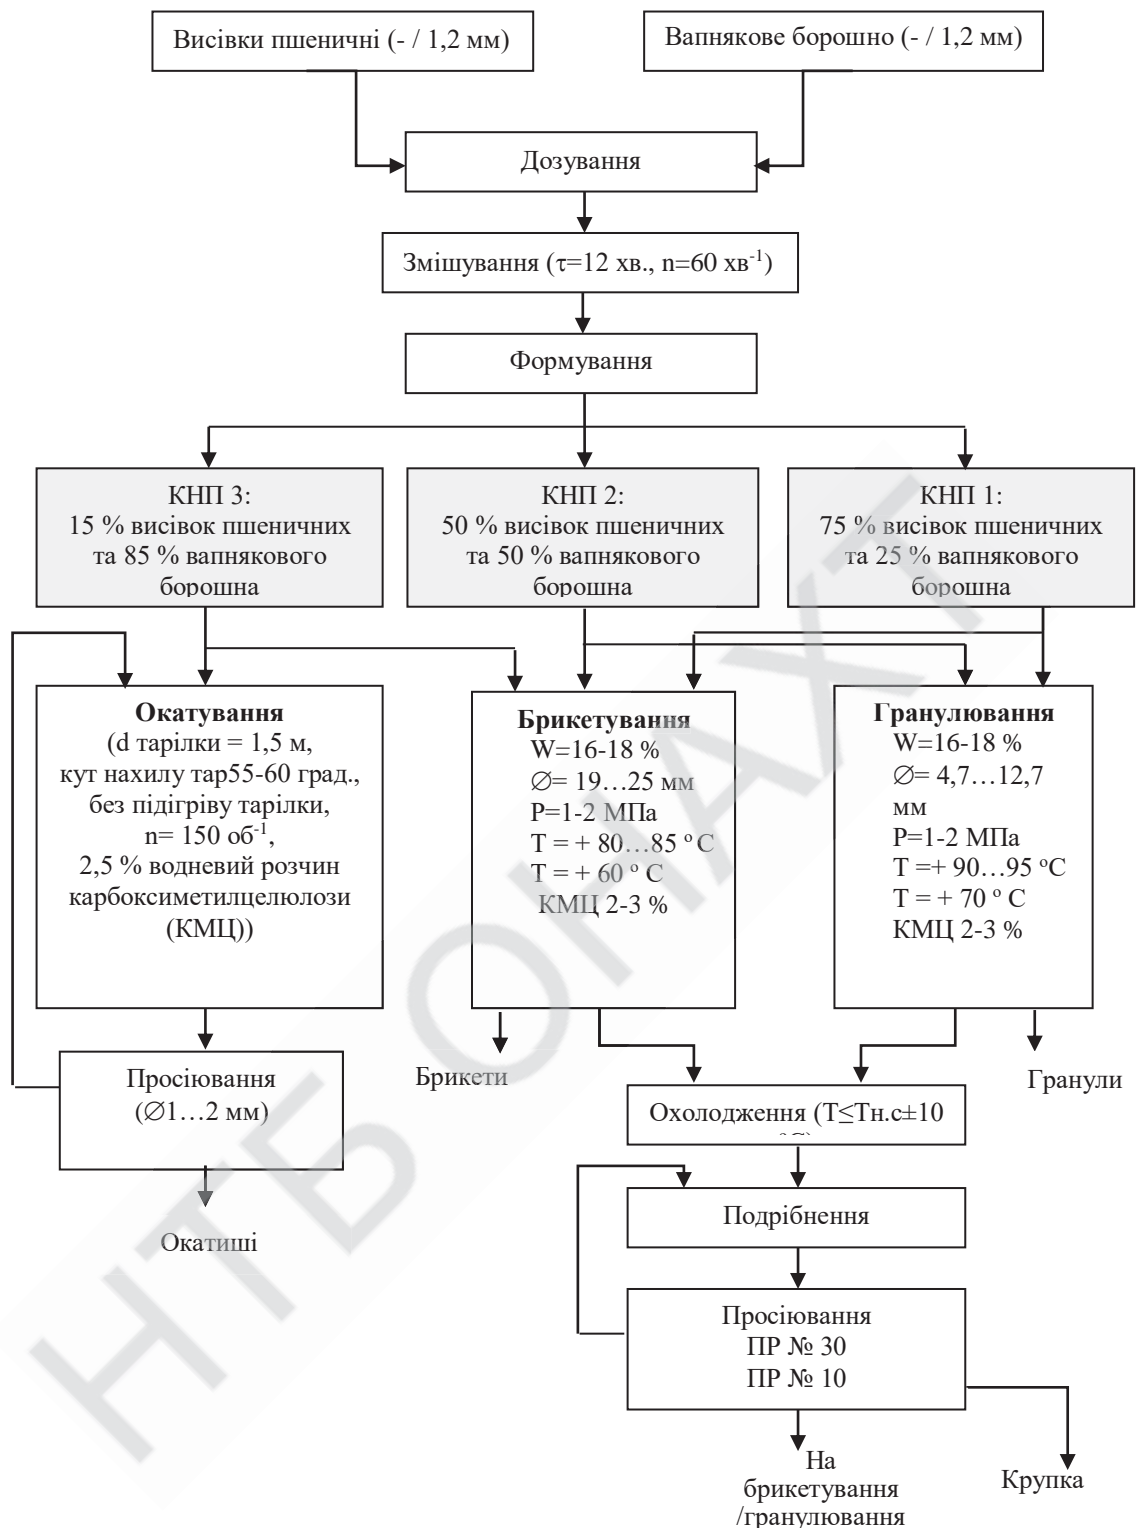 Висівки пшеничні (- / 1,2 мм)
Вапнякове борошно (- / 1,2 мм)
Дозування
Змішування (τ=12 хв., n=60 хв⁻¹)
Формування
КНП 3:
15 % висівок пшеничних
та 85 % вапнякового
борошна
КНП 2:
50 % висівок пшеничних
та 50 % вапнякового
борошна
КНП 1:
75 % висівок пшеничних
та 25 % вапнякового
борошна
Окатування
(d тарілки = 1,5 м,
кут нахилу тар55-60 град.,
без підігріву тарілки,
n= 150 об⁻¹,
2,5 % водневий розчин
карбоксиметилцелюлози
(КМЦ))
Брикетування
W=16-18 %
∅= 19…25 мм
P=1-2 МПа
T = + 80…85 º С
T = + 60 º С
КМЦ 2-3 %
Гранулювання
W=16-18 %
∅= 4,7…12,7
мм
P=1-2 МПа
T =+ 90…95 ºС
T = + 70 º С
КМЦ 2-3 %
Просіювання
(∅1…2 мм)
Окатиші
Брикети
Гранули
Охолодження (Т≤Тн.с±10
Подрібнення
Просіювання
ПР № 30
ПР № 10
На
брикетування
/гранулювання
Крупка
НТБ ОНАХТ